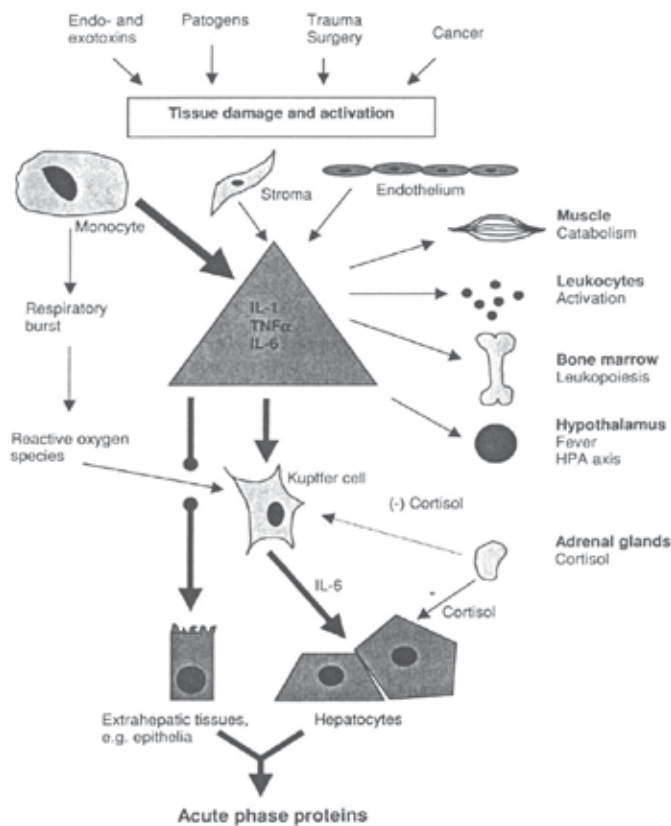 Endo- and
exotoxins
Patogens
Trauma
Surgery
Cancer
Tissue damage and activation
Stroma
Endothelium
Monocyte
Muscle
Catabolism
IL-1
TNFα
IL-6
Leukocytes
Activation
Respiratory
burst
Bone marrow
Leukopoiesis
Hypothalamus
Fever
HPA axis
Reactive oxygen
species
Kupffer cell
(-) Cortisol
Adrenal glands
Cortisol
IL-6
Cortisol
Extrahepatic tissues,
e.g. epithelia
Hepatocytes
Acute phase proteins